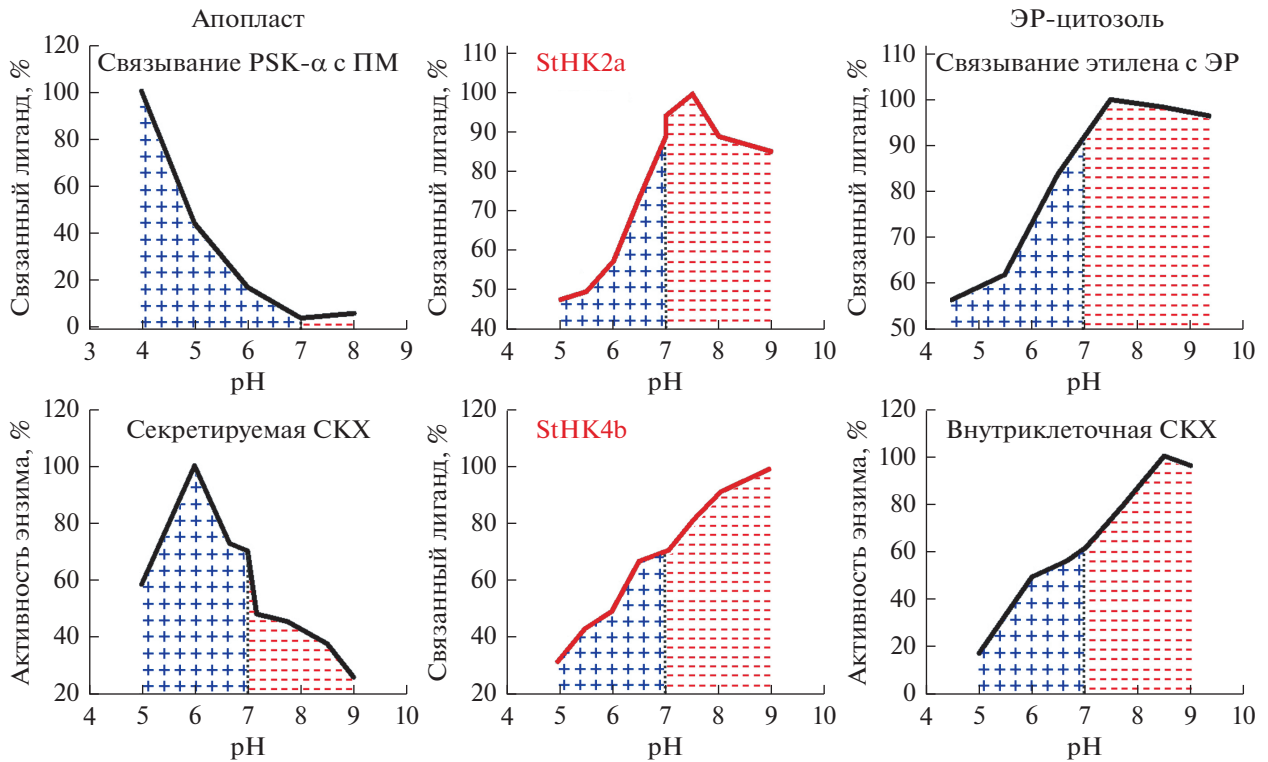 Апопласт
ЭР-цитозоль
Связывание PSK-α с ПМ
Связанный лиганд, %
120
100
80
60
40
20
0
3 4 5 6 7 8 9
pH
StHK2a
Связанный лиганд, %
110
100
90
80
70
60
50
40
4 5 6 7 8 9 10
pH
Связывание этилена с ЭР
Связанный лиганд, %
110
100
90
80
70
60
50
4 5 6 7 8 9 10
pH
Секретируемая CKX
Активность энзима, %
120
100
80
60
40
20
4 5 6 7 8 9 10
pH
StHK4b
Связанный лиганд, %
120
100
80
60
40
20
4 5 6 7 8 9 10
pH
Внутриклеточная CKX
Активность энзима, %
120
100
80
60
40
20
0
4 5 6 7 8 9 10
pH